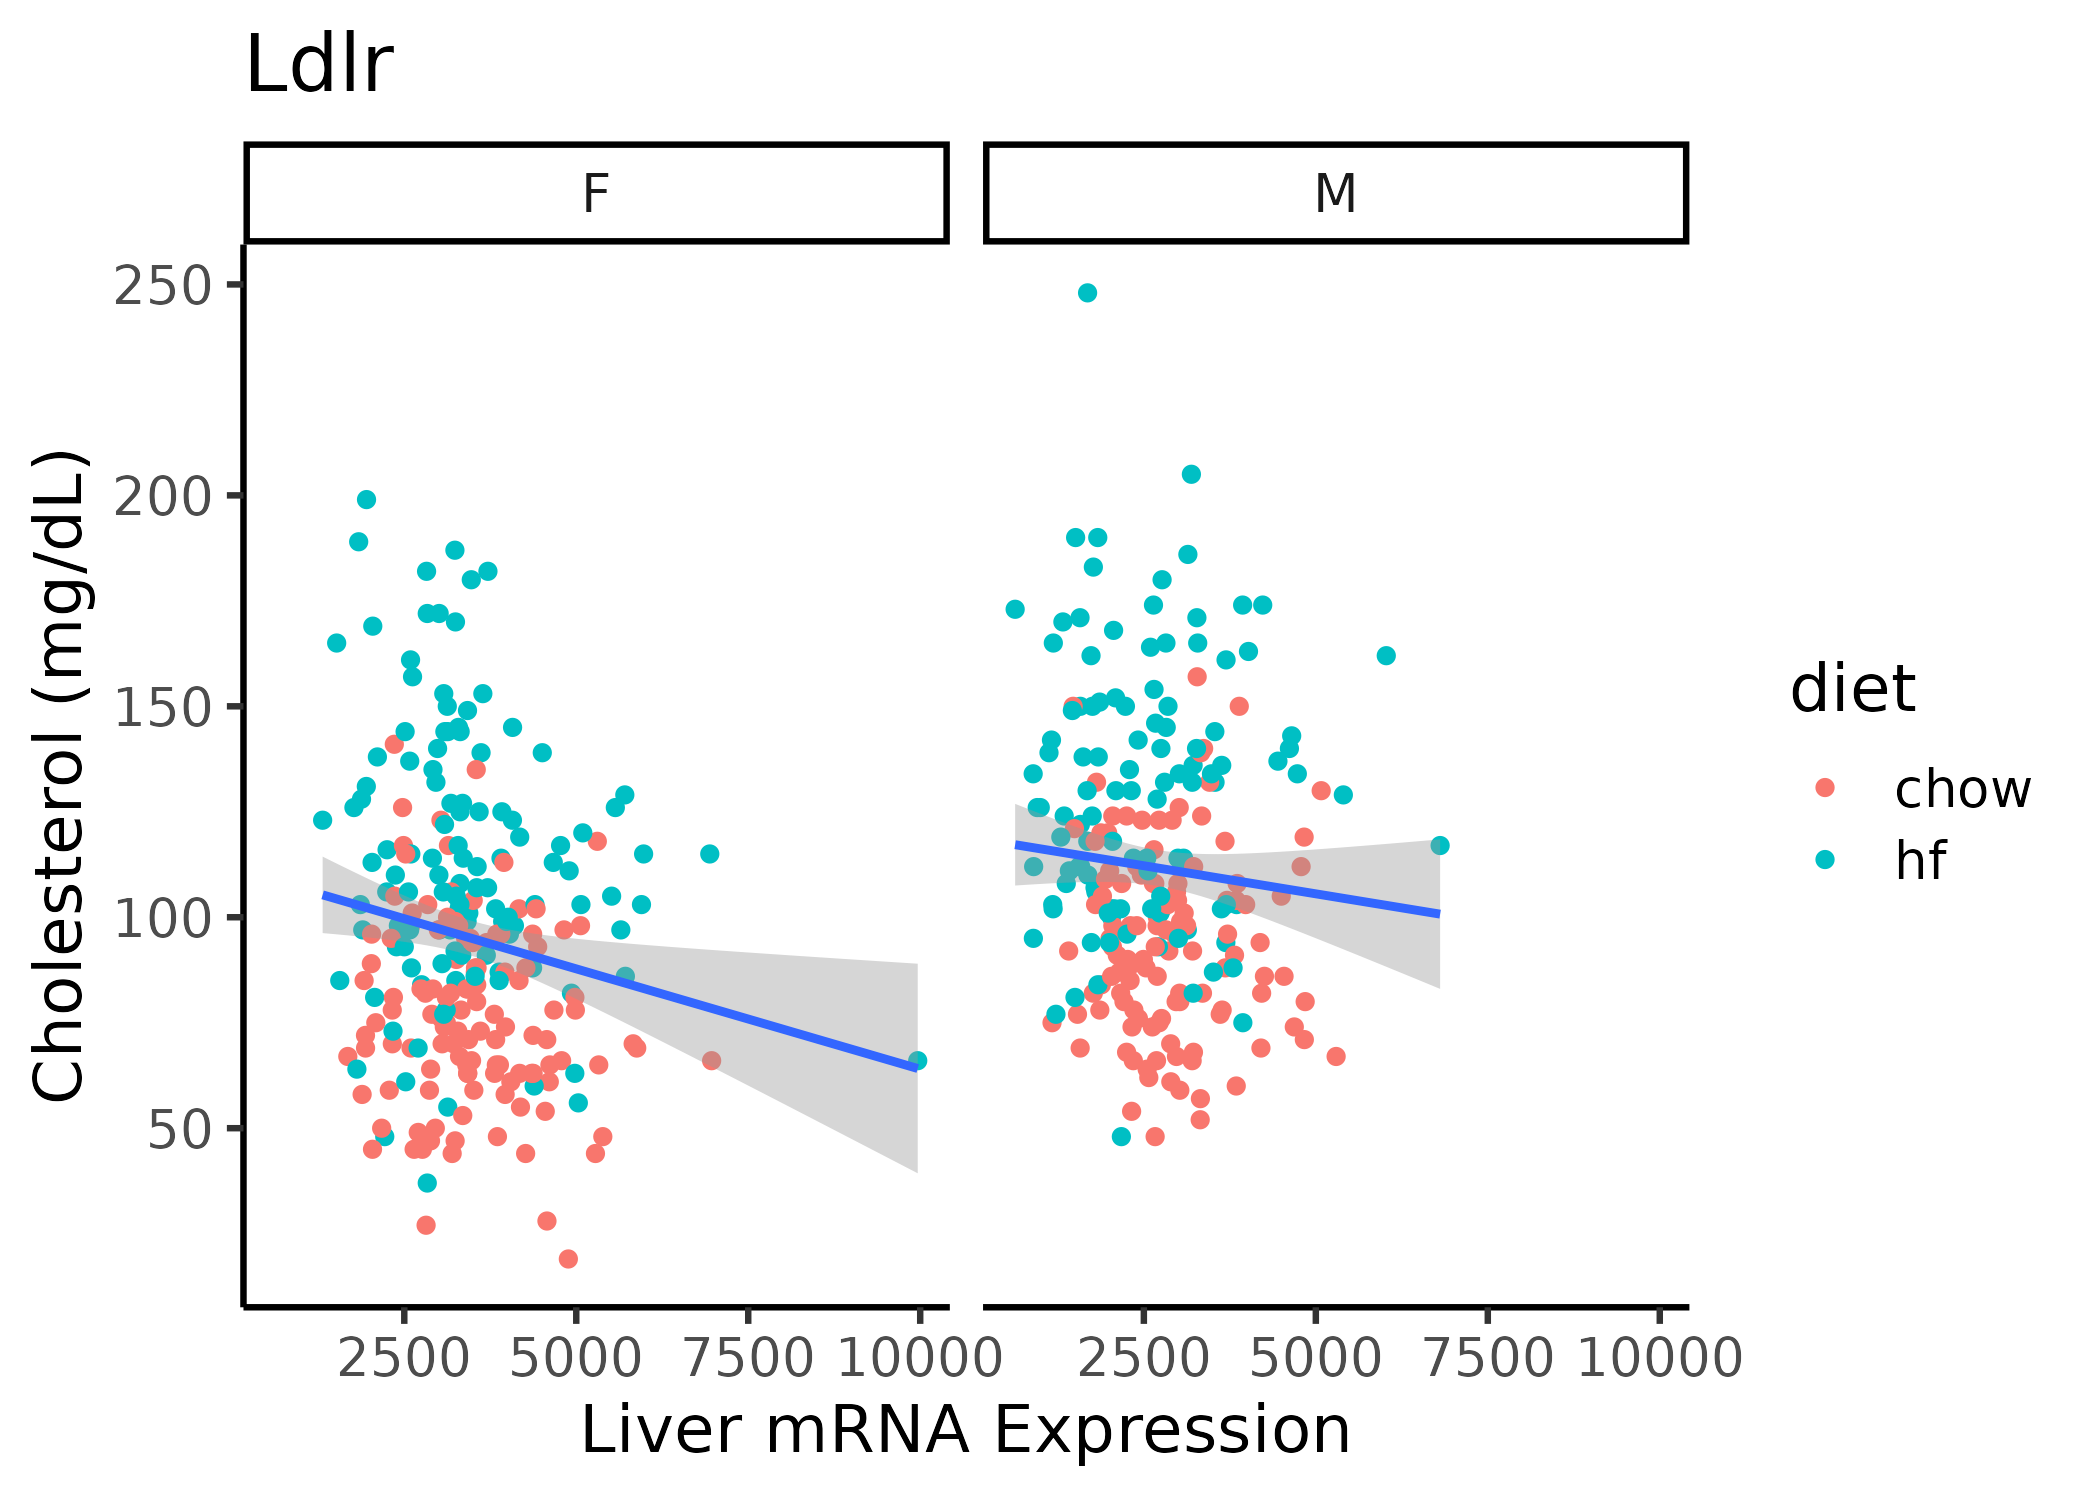 Ldlr
F
M
Cholesterol (mg/dL)
250
200
150
100
50
2500 5000 7500 10000 2500 5000 7500 10000
Liver mRNA Expression
diet
chow
hf